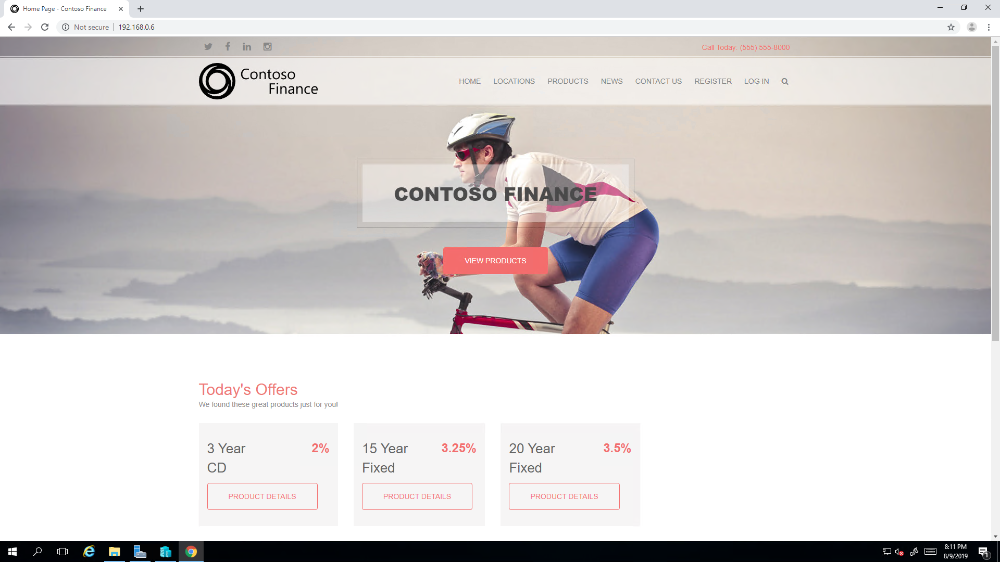 Home Page - Contoso Finance
Not secure 192.168.0.6
Call Today: (555) 555-8000
Contoso
Finance
HOME LOCATIONS PRODUCTS NEWS CONTACT US REGISTER LOG IN
CONTOSO FINANCE
VIEW PRODUCTS
Today's Offers
We found these great products just for you!
3 Year CD 2%
PRODUCT DETAILS
15 Year Fixed 3.25%
PRODUCT DETAILS
20 Year Fixed 3.5%
PRODUCT DETAILS
8:11 PM
8/9/2019
1